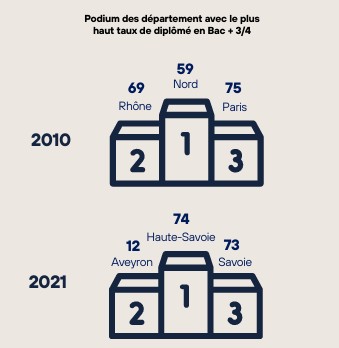 Podium des département avec le plus
haut taux de diplômé en Bac + 3/4
59
Nord
69
Rhône
75
Paris
2010
1
2
3
74
Haute-Savoie
12
Aveyron
73
Savoie
2021
1
2
3